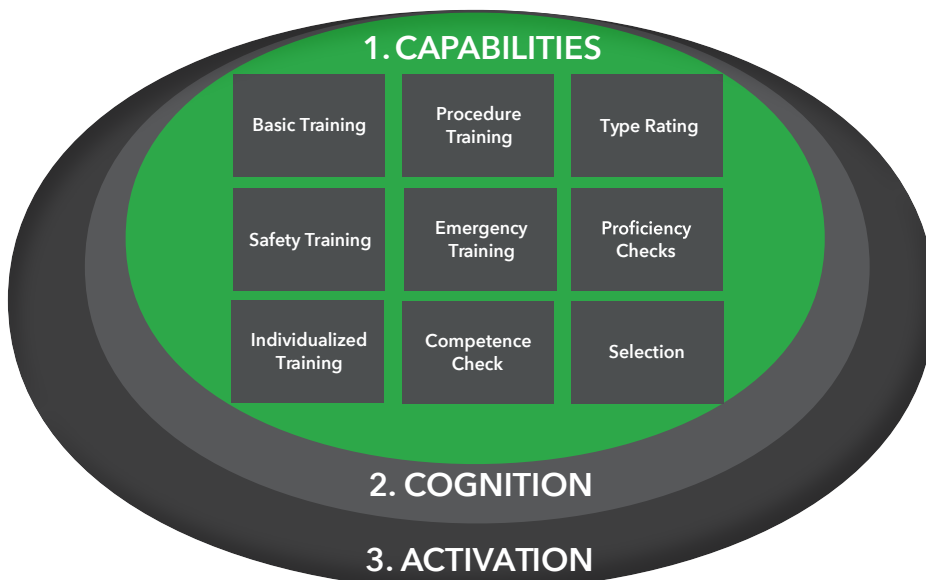 1. CAPABILITIES
Basic Training
Procedure
Training
Type Rating
Safety Training
Emergency
Training
Proficiency
Checks
Individualized
Training
Competence
Check
Selection
2. COGNITION
3. ACTIVATION